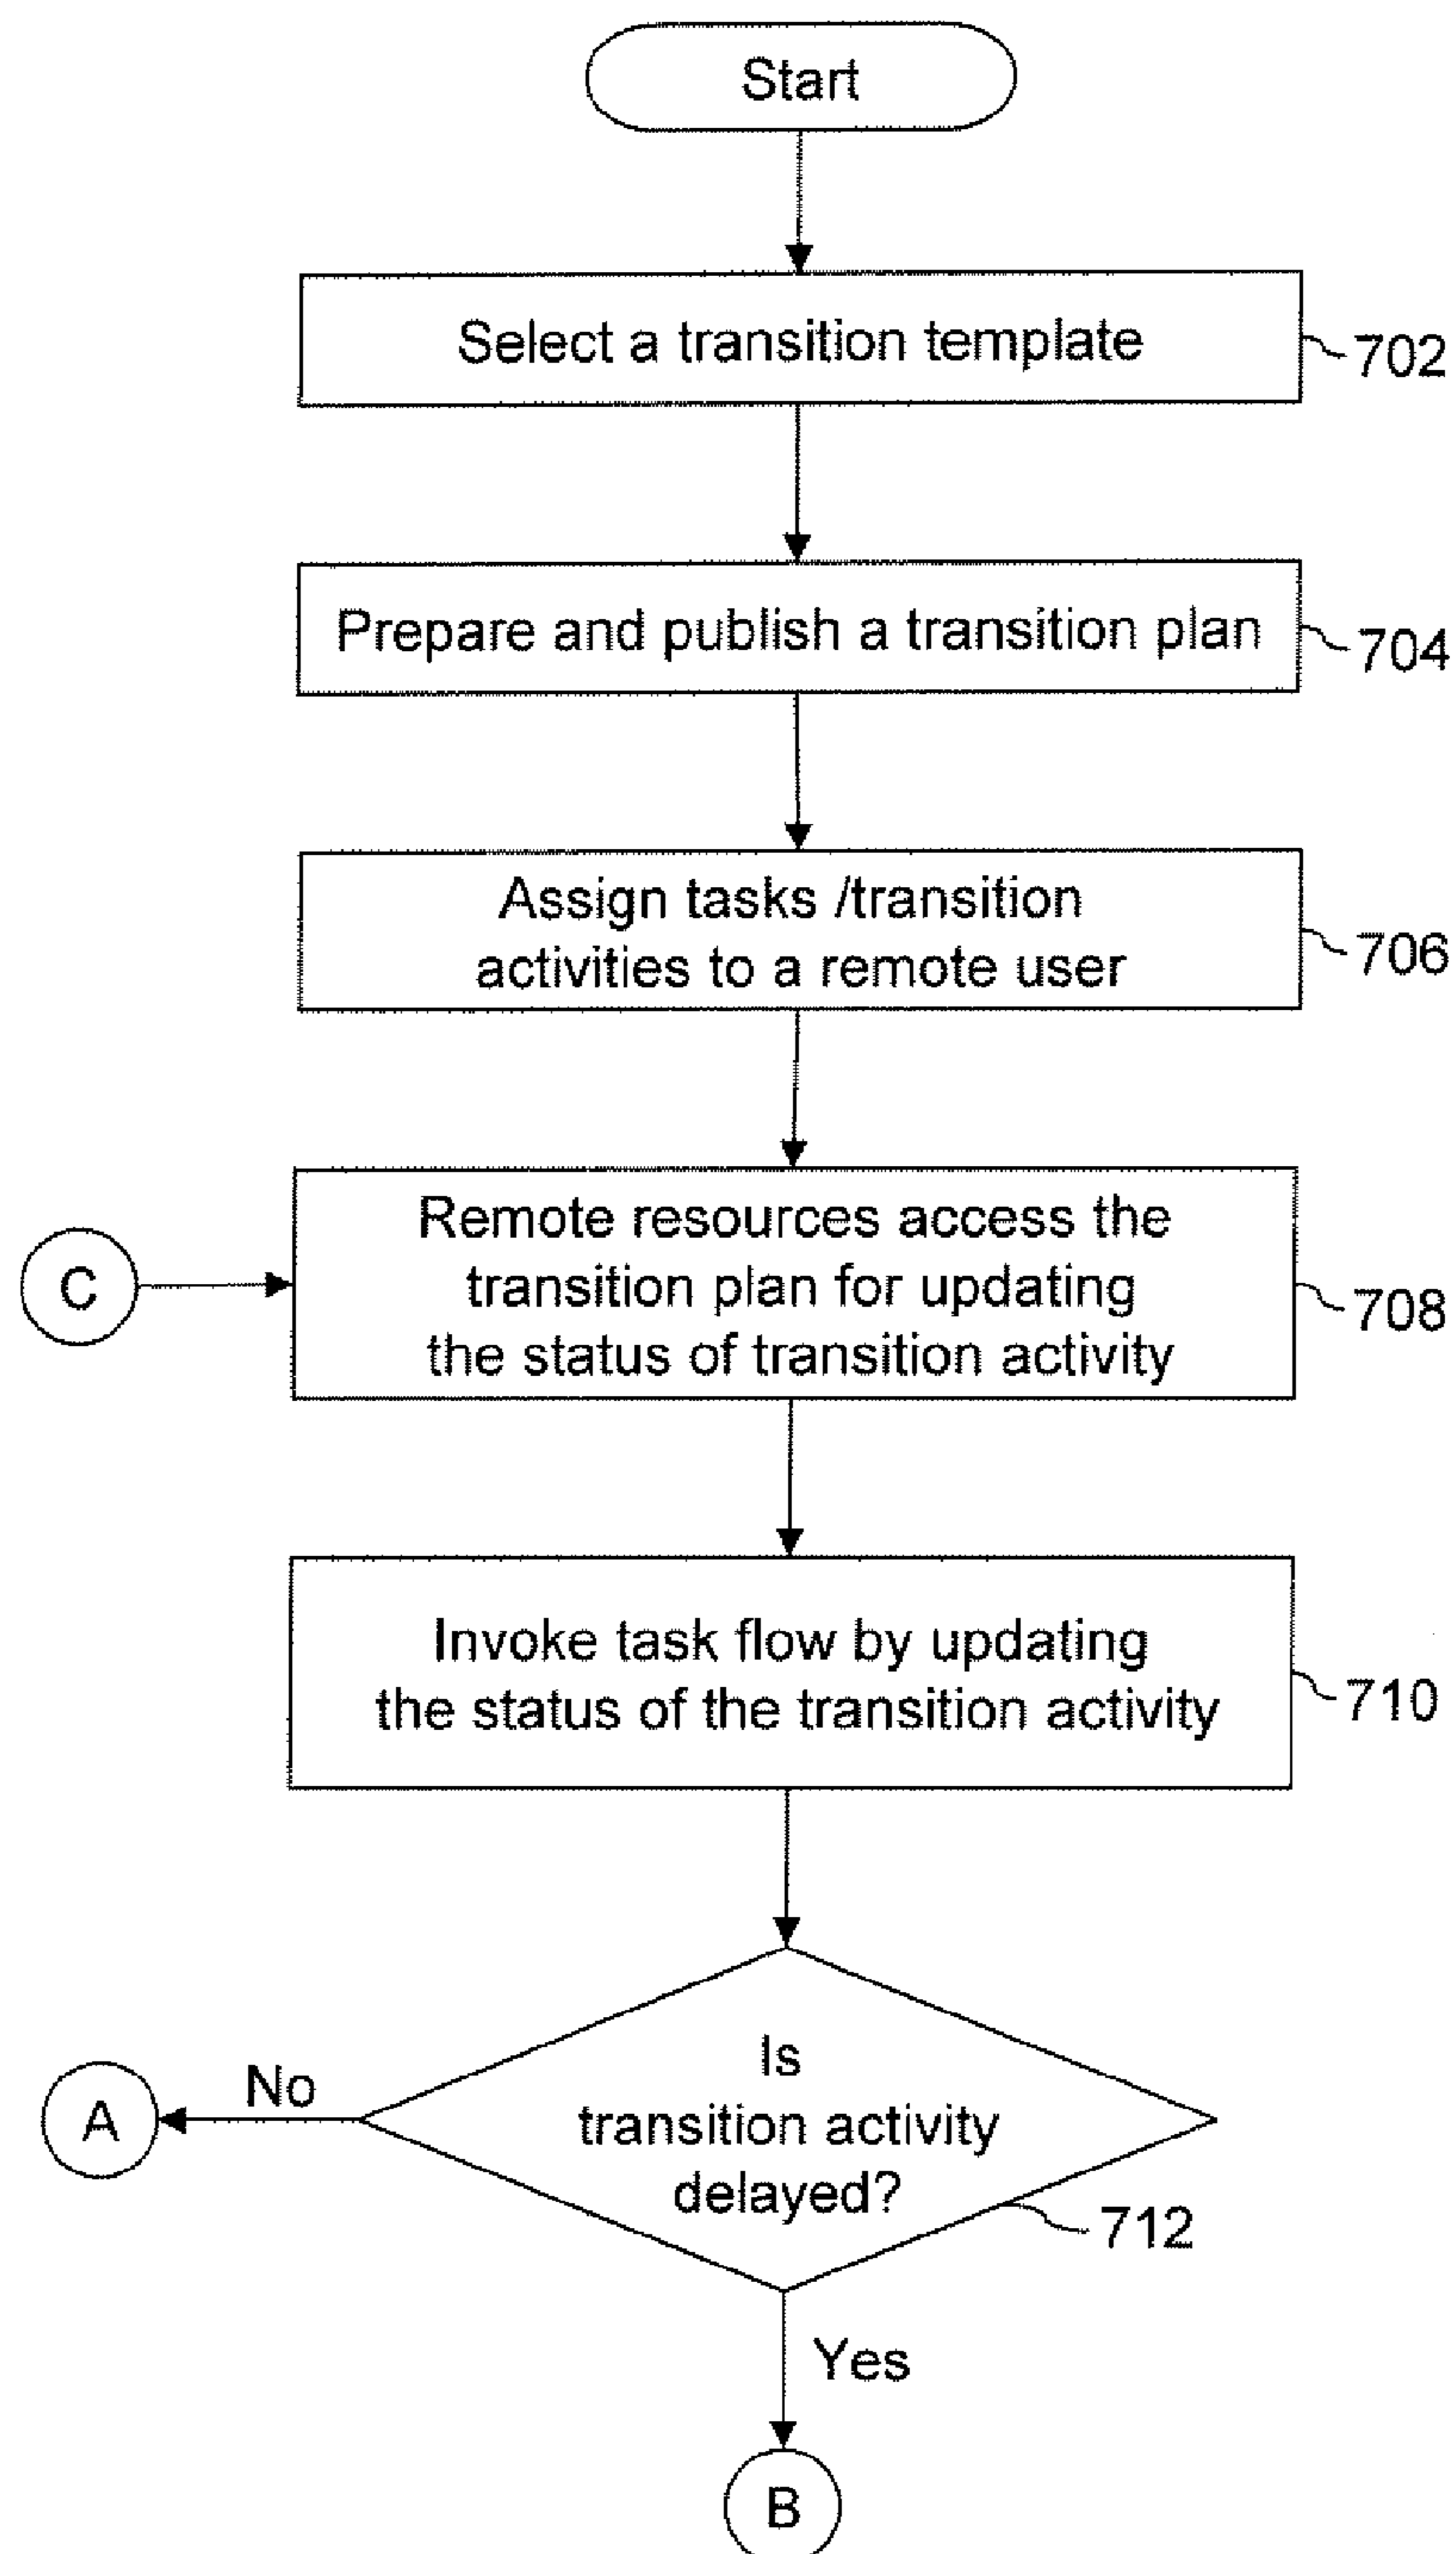 Start
Select a transition template
702
Prepare and publish a transition plan
704
Assign tasks /transition
activities to a remote user
706
C
Remote resources access the
transition plan for updating
the status of transition activity
708
Invoke task flow by updating
the status of the transition activity
710
Is
transition activity
delayed?
712
No
A
Yes
B